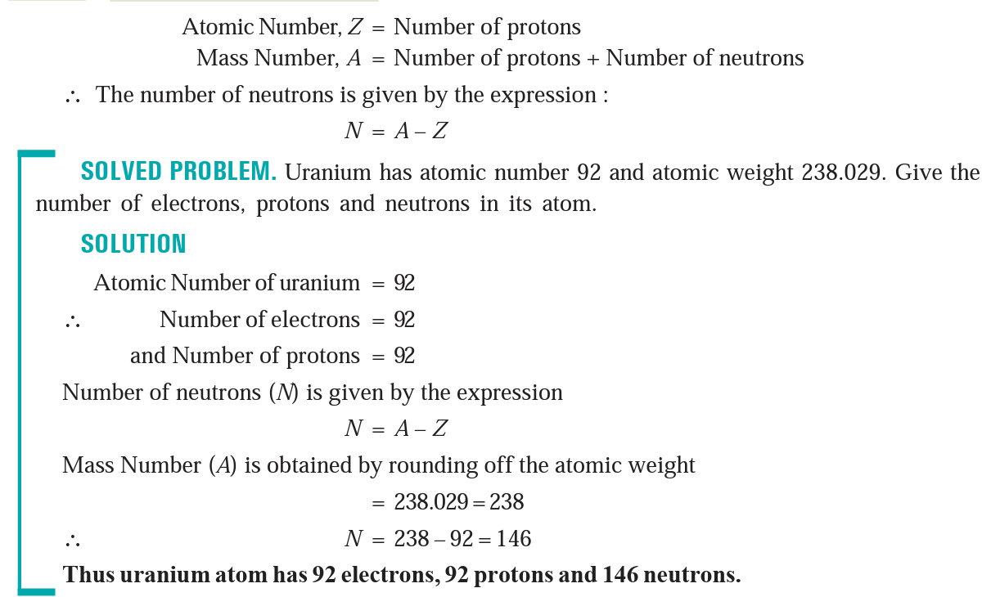 Atomic Number, Z = Number of protons
Mass Number, A = Number of protons + Number of neutrons
∴ The number of neutrons is given by the expression :
N = A – Z
SOLVED PROBLEM. Uranium has atomic number 92 and atomic weight 238.029. Give the
number of electrons, protons and neutrons in its atom.
SOLUTION
Atomic Number of uranium = 92
∴ Number of electrons = 92
and Number of protons = 92
Number of neutrons (N) is given by the expression
N = A – Z
Mass Number (A) is obtained by rounding off the atomic weight
= 238.029 = 238
∴ N = 238 – 92 = 146
Thus uranium atom has 92 electrons, 92 protons and 146 neutrons.